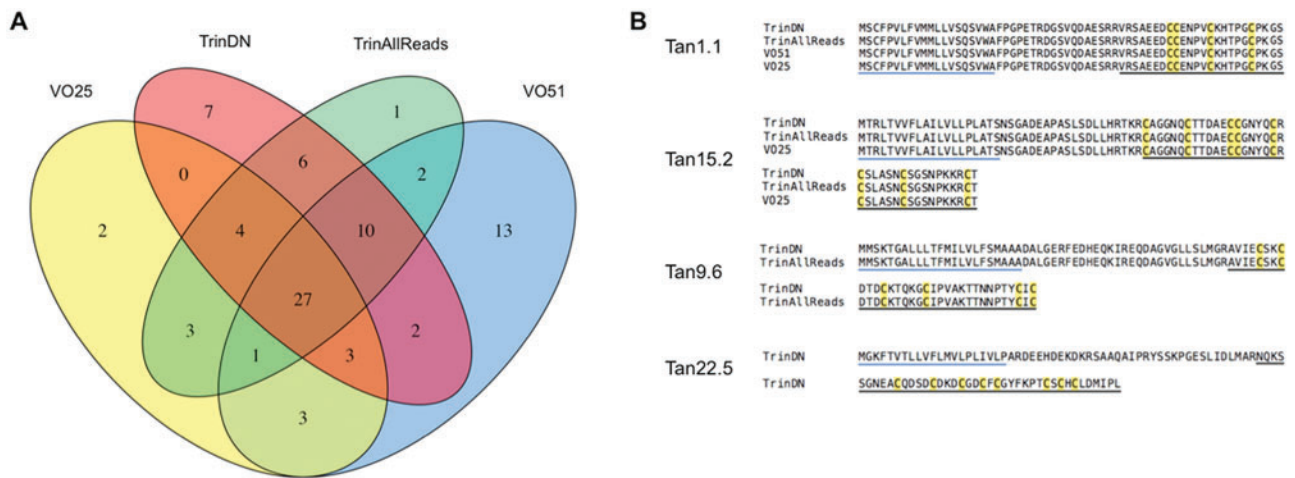 A
VO25
TrinDN
TrinAllReads
VO51
7
1
0
6
2
2
4
10
13
27
3
1
3
2
3
B
Tan1.1
TrinDN MSCFPVLFVMMLLVSQSVWAFPGPETRDGSVQDAESRRVRSAEEDCCENPVCKHTPGCPKGS
TrinAllReads MSCFPVLFVMMLLVSQSVWAFPGPETRDGSVQDAESRRVRSAEEDCCENPVCKHTPGCPKGS
VO51 MSCFPVLFVMMLLVSQSVWAFPGPETRDGSVQDAESRRVRSAEEDCCENPVCKHTPGCPKGS
VO25 MSCFPVLFVMMLLVSQSVWAFPGPETRDGSVQDAESRRVRSAEEDCCENPVCKHTPGCPKGS
Tan15.2
TrinDN MTRLTVVFLAILVLLPLATSNSGADEAPASLSDLLHRTKRCAGGNQCTTDAECCGNYQCR
TrinAllReads MTRLTVVFLAILVLLPLATSNSGADEAPASLSDLLHRTKRCAGGNQCTTDAECCGNYQCR
VO25 MTRLTVVFLAILVLLPLATSNSGADEAPASLSDLLHRTKRCAGGNQCTTDAECCGNYQCR
TrinDN CSLASNCSGSNPKKRCT
TrinAllReads CSLASNCSGSNPKKRCT
VO25 CSLASNCSGSNPKKRCT
Tan9.6
TrinDN MMSKTGALLLTFMILVLFSMAAADALGERFEDHEQKIREQDAGVGLLSLMGRAVIECSKC
TrinAllReads MMSKTGALLLTFMILVLFSMAAADALGERFEDHEQKIREQDAGVGLLSLMGRAVIECSKC
TrinDN DTDCKTQKGCIPVAKTTNNPTYCIC
TrinAllReads DTDCKTQKGCIPVAKTTNNPTYCIC
Tan22.5
TrinDN MGKFTVTLLVFLMVLPLIVLPARDEEHDEKDKRSAAQAIPRYSSKPGESLIDLMARNQKS
TrinDN SGNEACQDSDCDKDCGDCFCGYFKPTCSCHCLDMIPL